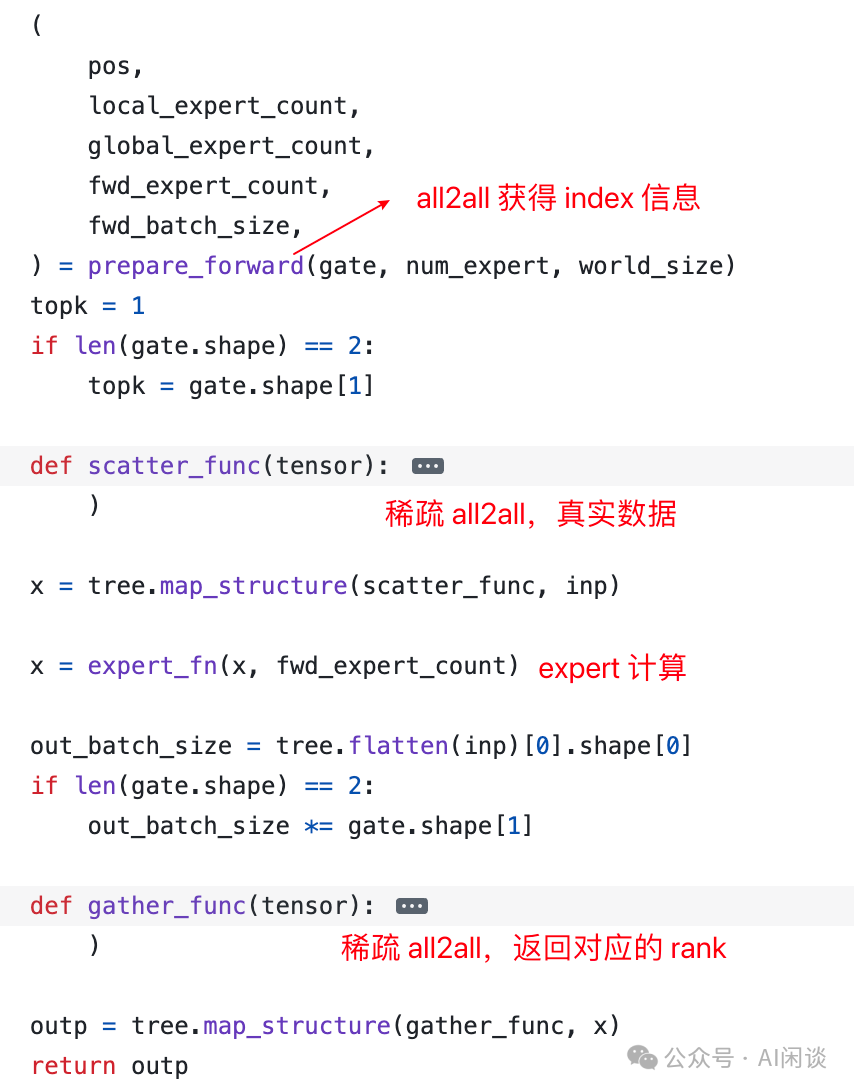 (
    pos,
    local_expert_count,
    global_expert_count,
    fwd_expert_count,
    fwd_batch_size,
all2all 获得 index 信息
) = prepare_forward(gate, num_expert, world_size)
topk = 1
if len(gate.shape) == 2:
    topk = gate.shape[1]
def scatter_func(tensor): ···
    )
稀疏 all2all，真实数据
x = tree.map_structure(scatter_func, inp)
x = expert_fn(x, fwd_expert_count)  expert 计算
out_batch_size = tree.flatten(inp)[0].shape[0]
if len(gate.shape) == 2:
    out_batch_size *= gate.shape[1]
def gather_func(tensor): ···
    )
稀疏 all2all，返回对应的 rank
outp = tree.map_structure(gather_func, x)
return outp
公众号 · AI闲谈